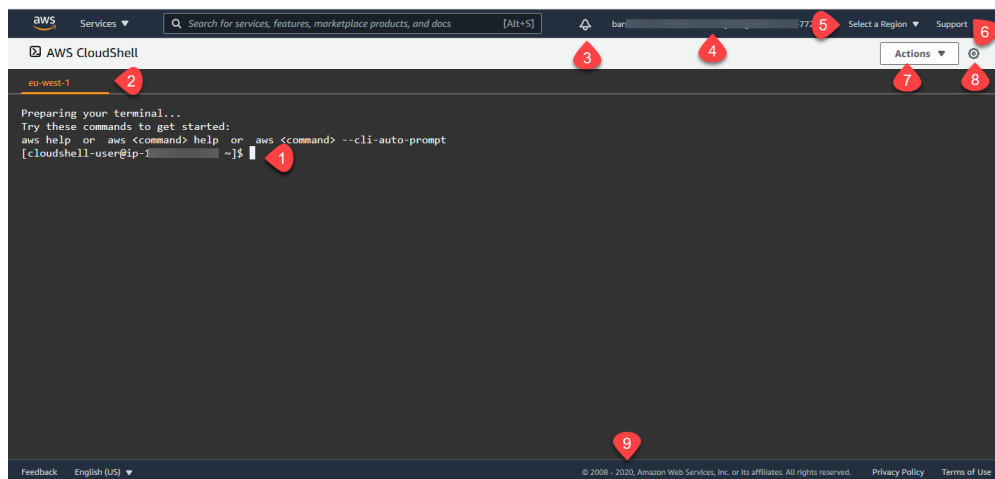 aws Services ▼ Search for services, features, marketplace products, and docs [Alt+S] bar 772 5 Select a Region ▼ Support 6
3 4
AWS CloudShell Actions ▼
7 8
eu-west-1 2
Preparing your terminal...
Try these commands to get started:
aws help or aws <command> help or aws <command> --cli-auto-prompt
[cloudshell-user@ip-1 ~]$ 1
9
Feedback English (US) ▼ © 2008 - 2020, Amazon Web Services, Inc. or its affiliates. All rights reserved. Privacy Policy Terms of Use